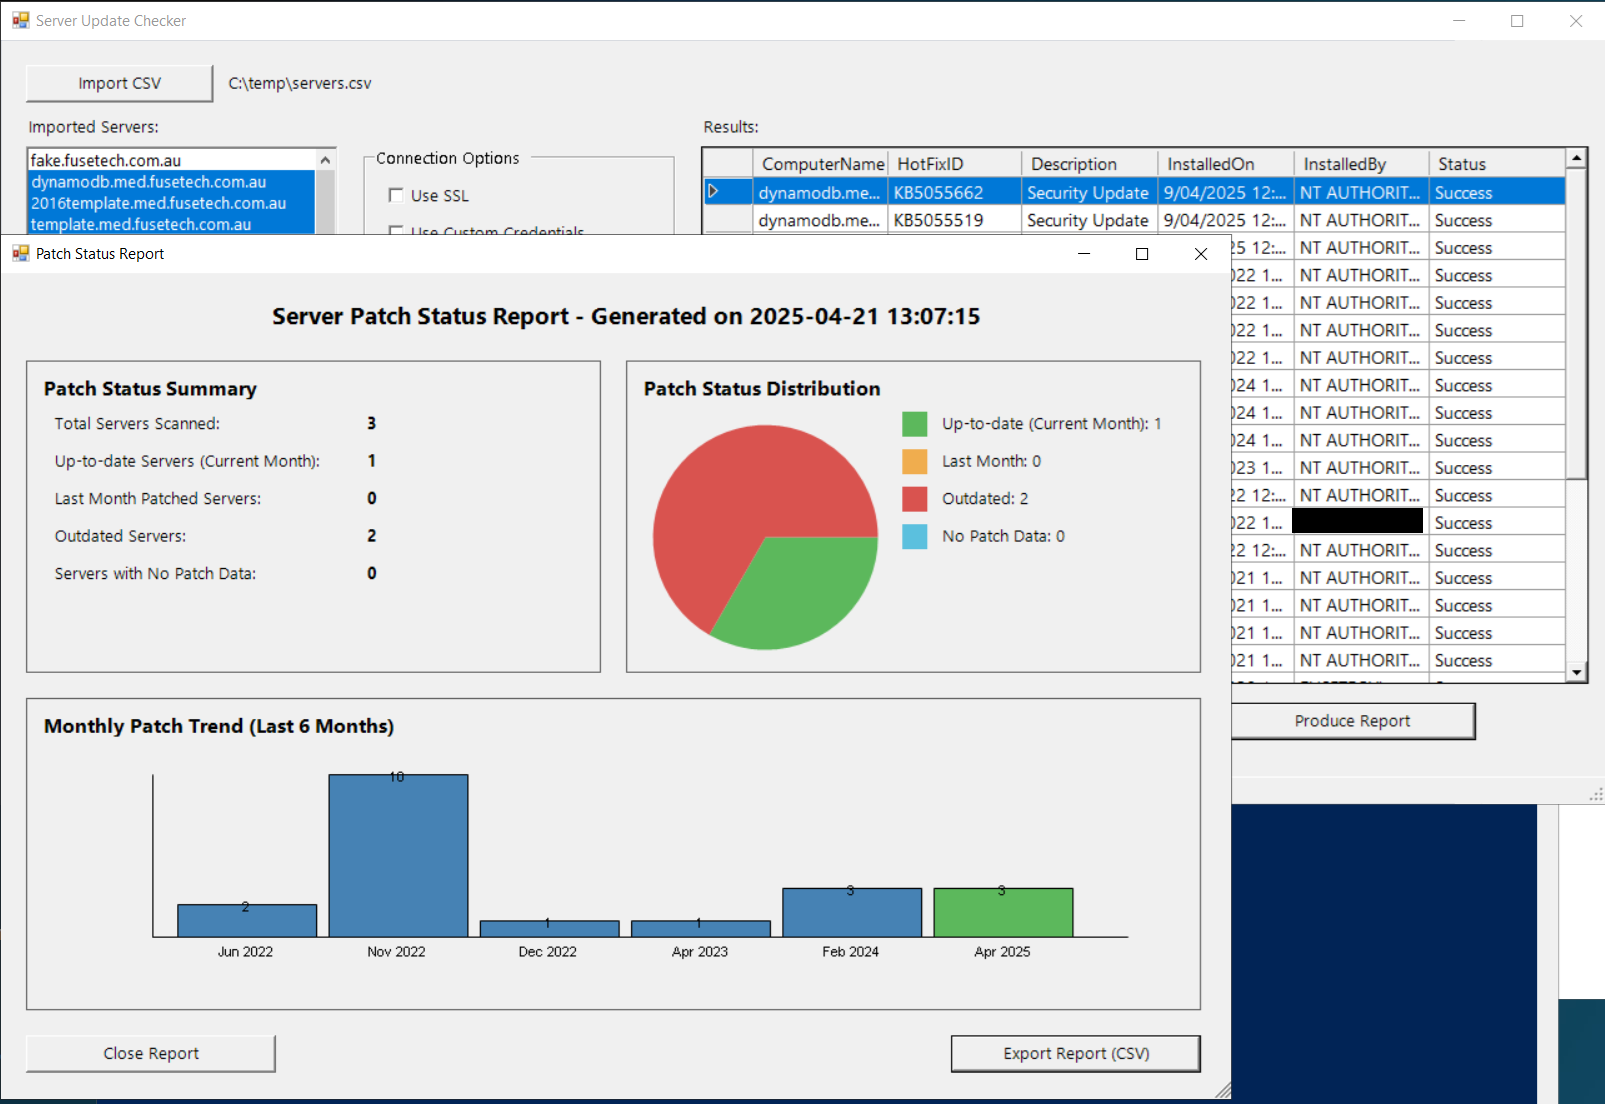 Server Update Checker
Import CSV
C:\temp\servers.csv
Imported Servers:
fake.fusetech.com.au
dynamodb.med.fusetech.com.au
2016template.med.fusetech.com.au
template.med.fusetech.com.au
Connection Options
Use SSL
Use Custom Credentials
Results:
ComputerName HotFixID Description InstalledOn InstalledBy Status
dynamodb.me... KB5055662 Security Update 9/04/2025 12:... NT AUTHORIT... Success
dynamodb.me... KB5055519 Security Update 9/04/2025 12:... NT AUTHORIT... Success
25 12:... NT AUTHORIT... Success
022 1... NT AUTHORIT... Success
022 1... NT AUTHORIT... Success
022 1... NT AUTHORIT... Success
022 1... NT AUTHORIT... Success
024 1... NT AUTHORIT... Success
024 1... NT AUTHORIT... Success
024 1... NT AUTHORIT... Success
023 1... NT AUTHORIT... Success
22 12:... NT AUTHORIT... Success
022 1... Success
22 12:... NT AUTHORIT... Success
021 1... NT AUTHORIT... Success
021 1... NT AUTHORIT... Success
021 1... NT AUTHORIT... Success
021 1... NT AUTHORIT... Success
Produce Report
Patch Status Report
Server Patch Status Report - Generated on 2025-04-21 13:07:15
Patch Status Summary
Total Servers Scanned: 3
Up-to-date Servers (Current Month): 1
Last Month Patched Servers: 0
Outdated Servers: 2
Servers with No Patch Data: 0
Patch Status Distribution
Up-to-date (Current Month): 1
Last Month: 0
Outdated: 2
No Patch Data: 0
Monthly Patch Trend (Last 6 Months)
2 10 1 1 3 3
Jun 2022 Nov 2022 Dec 2022 Apr 2023 Feb 2024 Apr 2025
Close Report
Export Report (CSV)